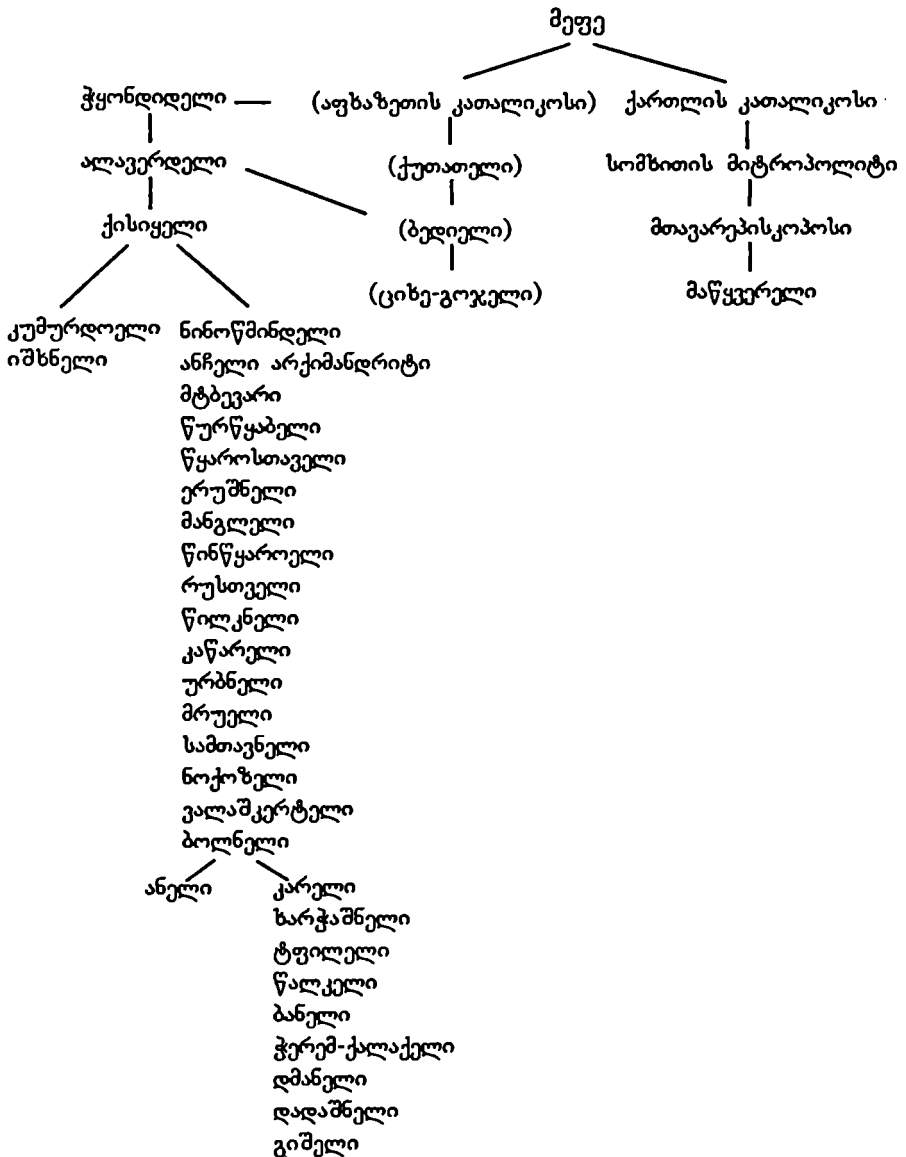 მეფე
ჭყონდიდელი (აფხაზეთის კათალიკოსი) ქართლის კათალიკოსი
ალავერდელი (ქუთათელი) სომხითის მიტროპოლიტი
ქისიყელი (ბედიელი) მთავარეპისკოპოსი
(ციხე-გოჯელი) მაწყვერელი
კუმურდოელი ნინოწმინდელი
იშხნელი ანჩელი არქიმანდრიტი
მტბევარი
წურწყაბელი
წყაროსთაველი
ერუშნელი
მანგლელი
წინწყაროელი
რუსთველი
წილკნელი
კაწარელი
ურბნელი
მრუელი
სამთავნელი
ნოქოზელი
ვალაშკერტელი
ბოლნელი
ანელი კარელი
ხარჭაშნელი
ტფილელი
წალკელი
ბანელი
ჭერემ-ქალაქელი
დმანელი
დადაშნელი
გიშელი